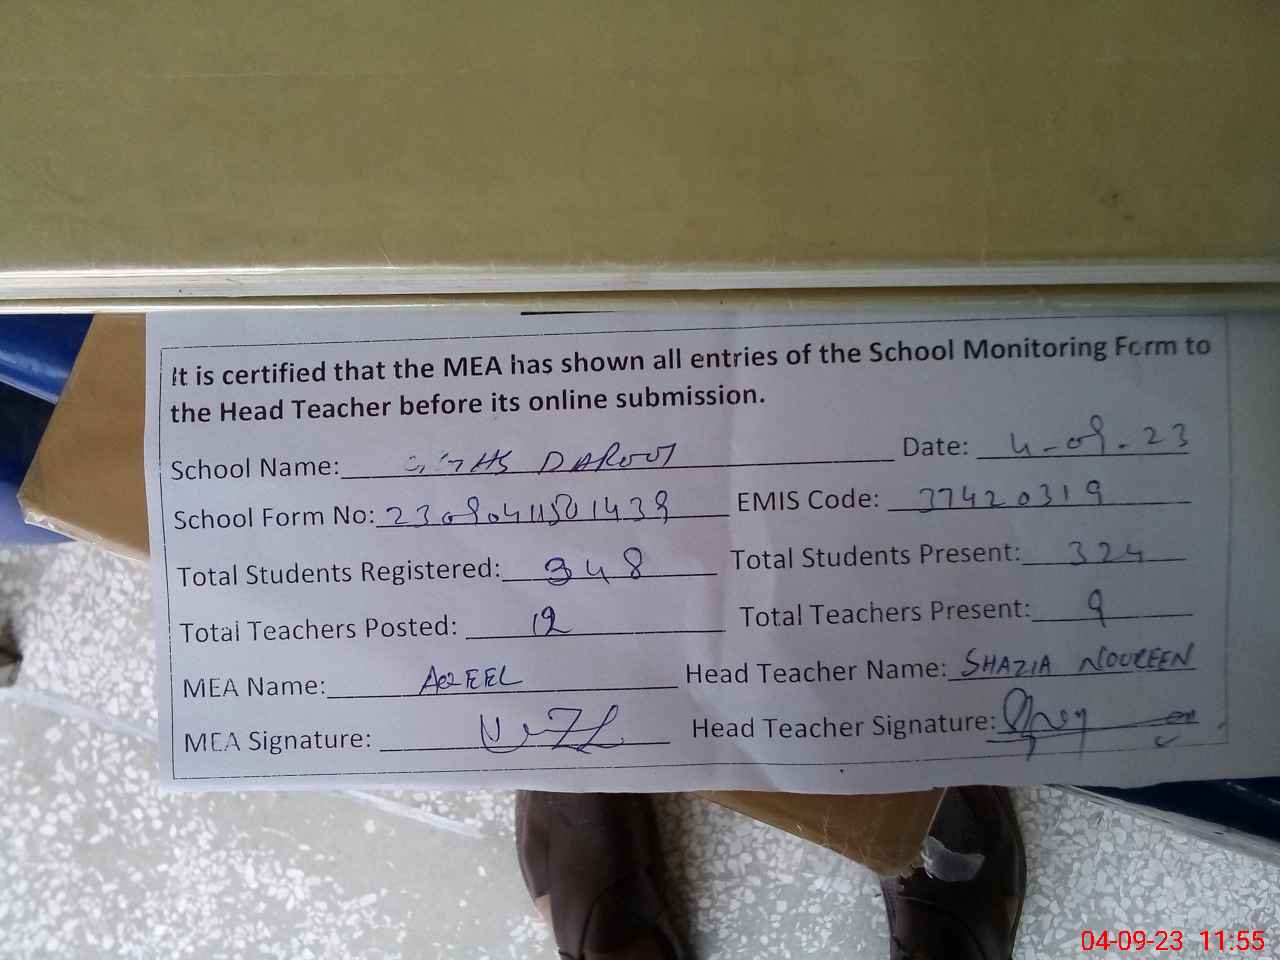 It is certified that the MEA has shown all entries of the School Monitoring Form to
the Head Teacher before its online submission.
School Name: GGHS DAROOT Date: 4-09-23
School Form No: EMIS Code: 37420319
Total Students Registered: 348 Total Students Present: 324
Total Teachers Posted: 12 Total Teachers Present: 9
MEA Name: AQEEL Head Teacher Name: SHAZIA NOUREEN
MEA Signature: Head Teacher Signature:
04-09-23 11:55